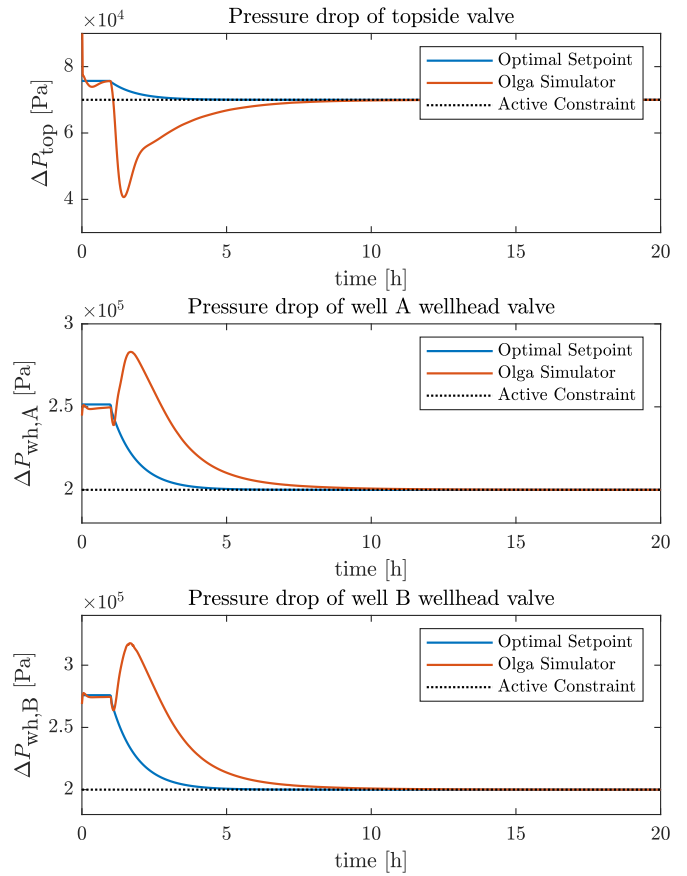 Pressure drop of topside valve
×10⁴
8
6
4
ΔP_top [Pa]
Optimal Setpoint
Olga Simulator
Active Constraint
0 5 10 15 20
time [h]
Pressure drop of well A wellhead valve
×10⁵
3
2.5
2
ΔP_wh,A [Pa]
Optimal Setpoint
Olga Simulator
Active Constraint
0 5 10 15 20
time [h]
Pressure drop of well B wellhead valve
×10⁵
3
2.5
2
ΔP_wh,B [Pa]
Optimal Setpoint
Olga Simulator
Active Constraint
0 5 10 15 20
time [h]